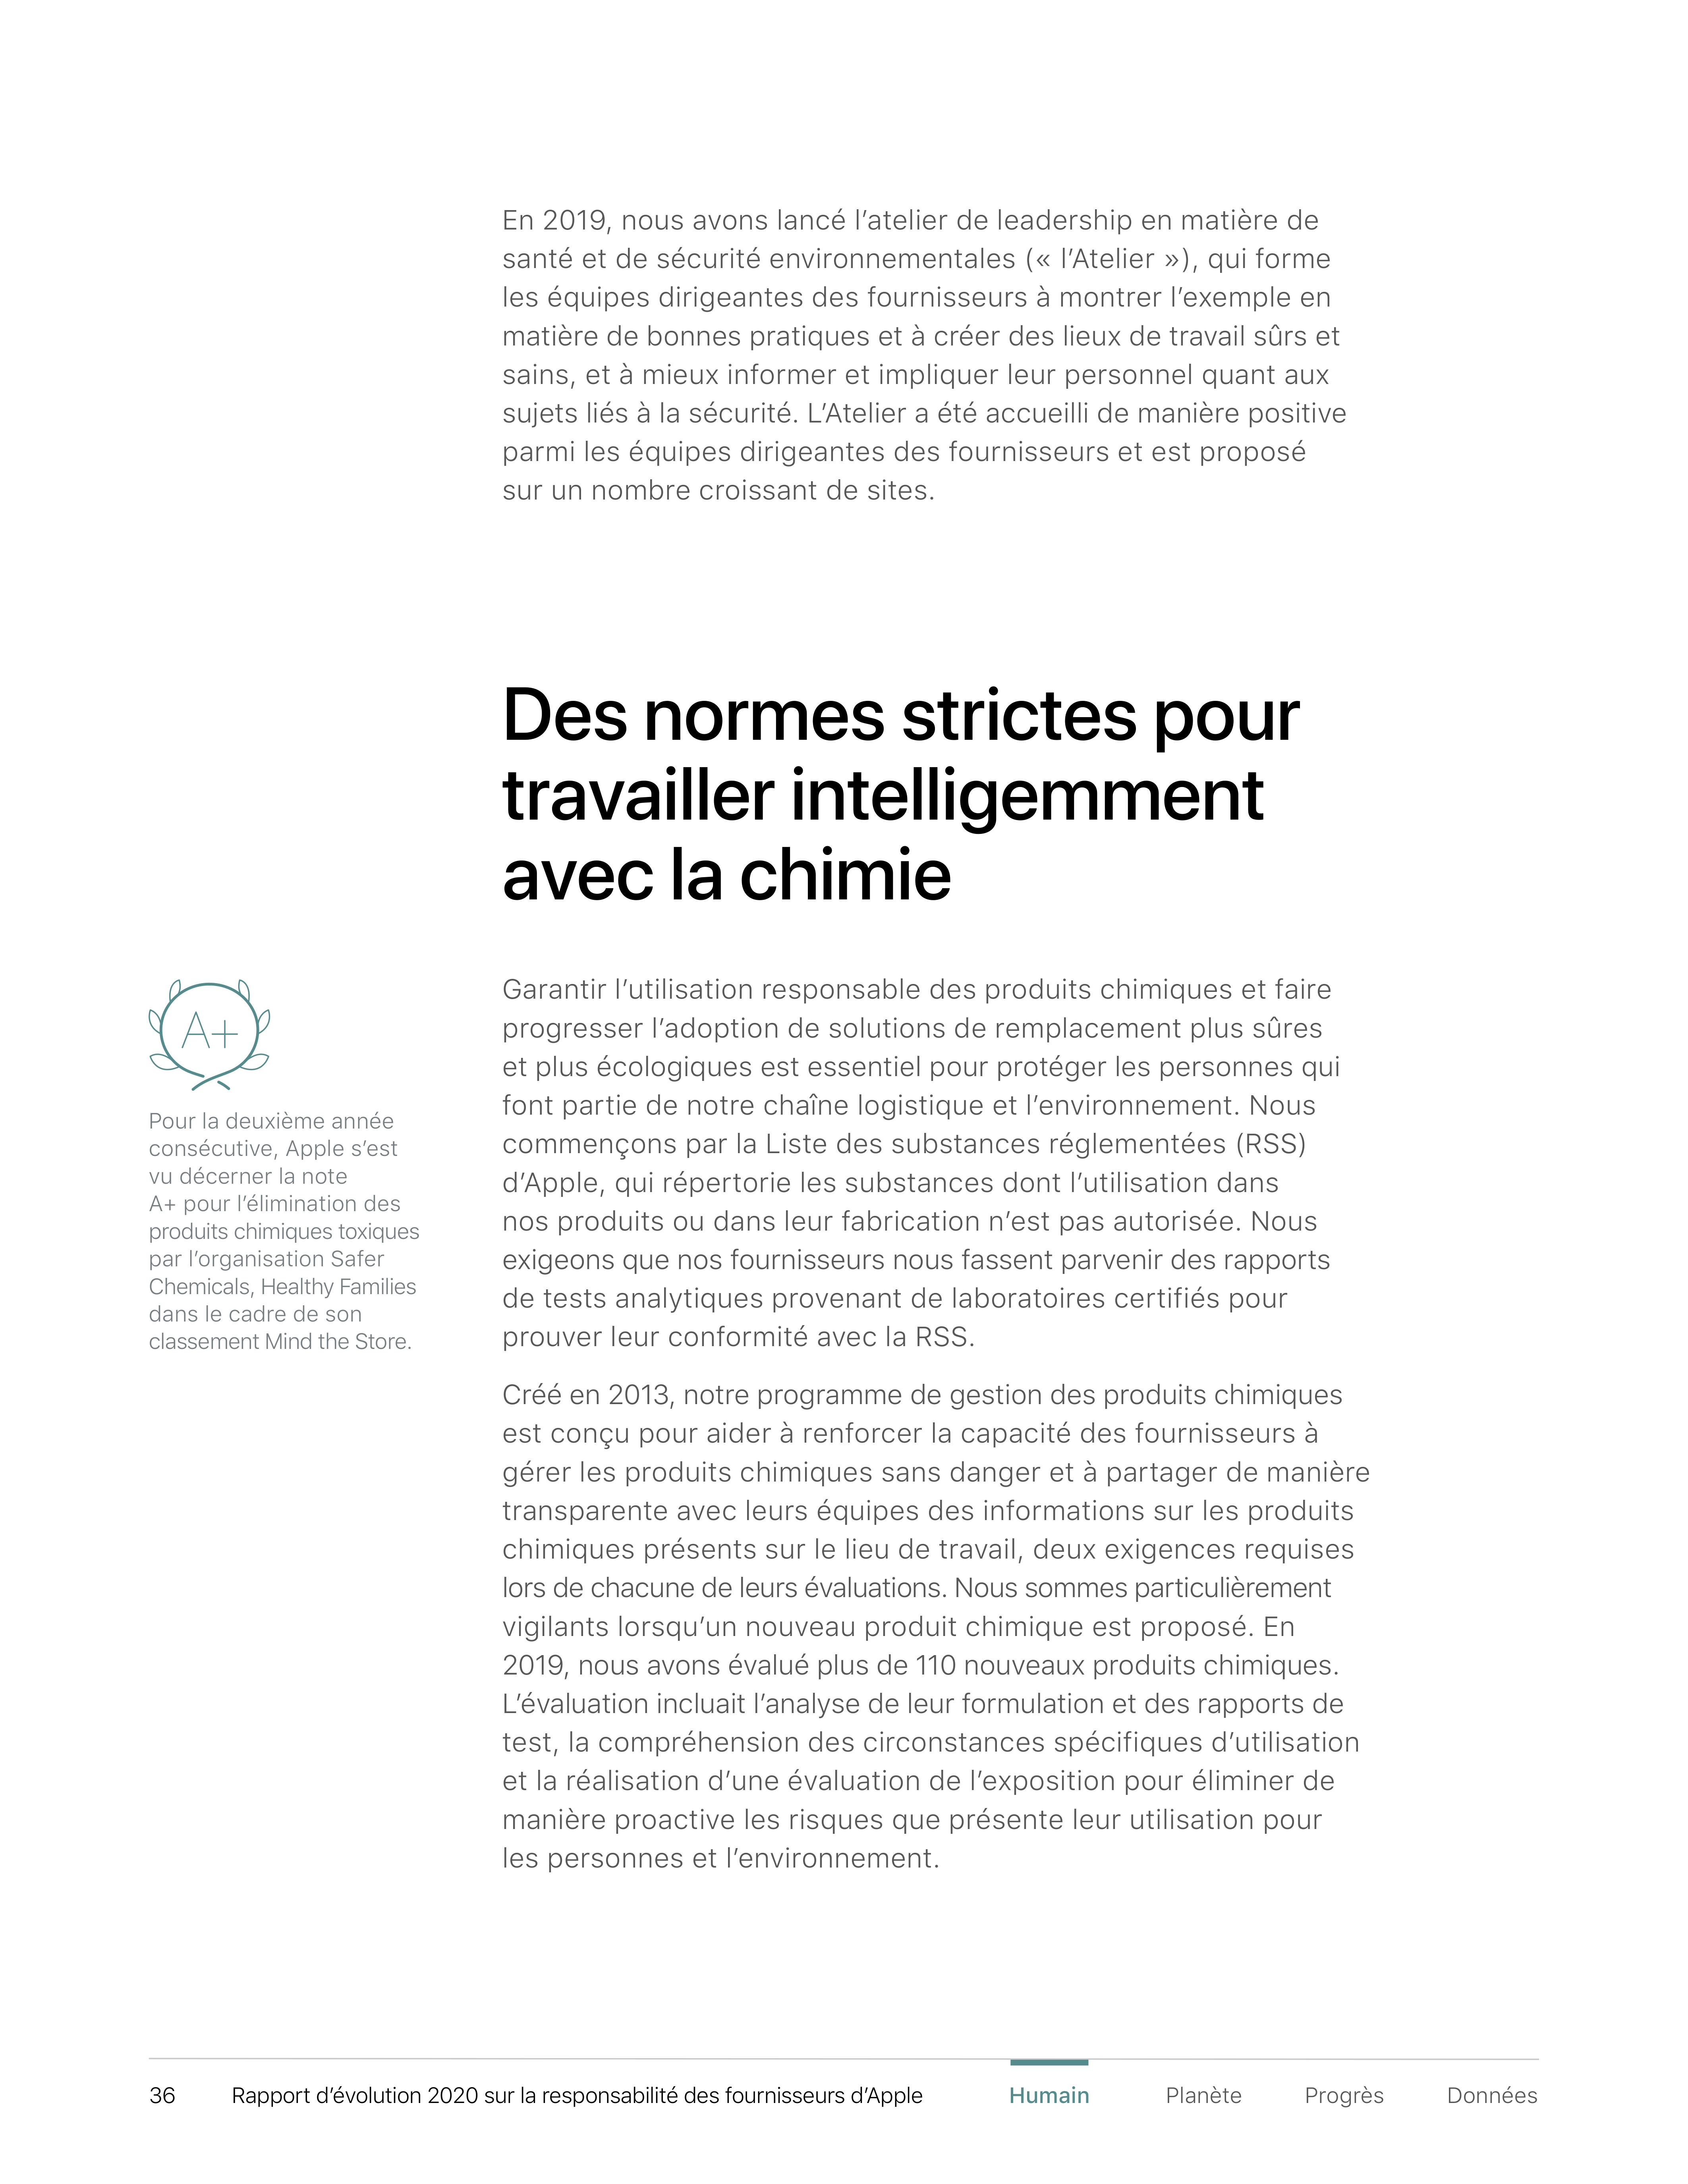 En 2019, nous avons lancé l’atelier de leadership en matière de
santé et de sécurité environnementales (« l’Atelier »), qui forme
les équipes dirigeantes des fournisseurs à montrer l’exemple en
matière de bonnes pratiques et à créer des lieux de travail sûrs et
sains, et à mieux informer et impliquer leur personnel quant aux
sujets liés à la sécurité. L’Atelier a été accueilli de manière positive
parmi les équipes dirigeantes des fournisseurs et est proposé
sur un nombre croissant de sites.
Des normes strictes pour
travailler intelligemment
avec la chimie
A+
Pour la deuxième année
consécutive, Apple s’est
vu décerner la note
A+ pour l’élimination des
produits chimiques toxiques
par l’organisation Safer
Chemicals, Healthy Families
dans le cadre de son
classement Mind the Store.
Garantir l’utilisation responsable des produits chimiques et faire
progresser l’adoption de solutions de remplacement plus sûres
et plus écologiques est essentiel pour protéger les personnes qui
font partie de notre chaîne logistique et l’environnement. Nous
commençons par la Liste des substances réglementées (RSS)
d’Apple, qui répertorie les substances dont l’utilisation dans
nos produits ou dans leur fabrication n’est pas autorisée. Nous
exigeons que nos fournisseurs nous fassent parvenir des rapports
de tests analytiques provenant de laboratoires certifiés pour
prouver leur conformité avec la RSS.
Créé en 2013, notre programme de gestion des produits chimiques
est conçu pour aider à renforcer la capacité des fournisseurs à
gérer les produits chimiques sans danger et à partager de manière
transparente avec leurs équipes des informations sur les produits
chimiques présents sur le lieu de travail, deux exigences requises
lors de chacune de leurs évaluations. Nous sommes particulièrement
vigilants lorsqu’un nouveau produit chimique est proposé. En
2019, nous avons évalué plus de 110 nouveaux produits chimiques.
L’évaluation incluait l’analyse de leur formulation et des rapports de
test, la compréhension des circonstances spécifiques d’utilisation
et la réalisation d’une évaluation de l’exposition pour éliminer de
manière proactive les risques que présente leur utilisation pour
les personnes et l’environnement.
36 Rapport d’évolution 2020 sur la responsabilité des fournisseurs d’Apple Humain Planète Progrès Données